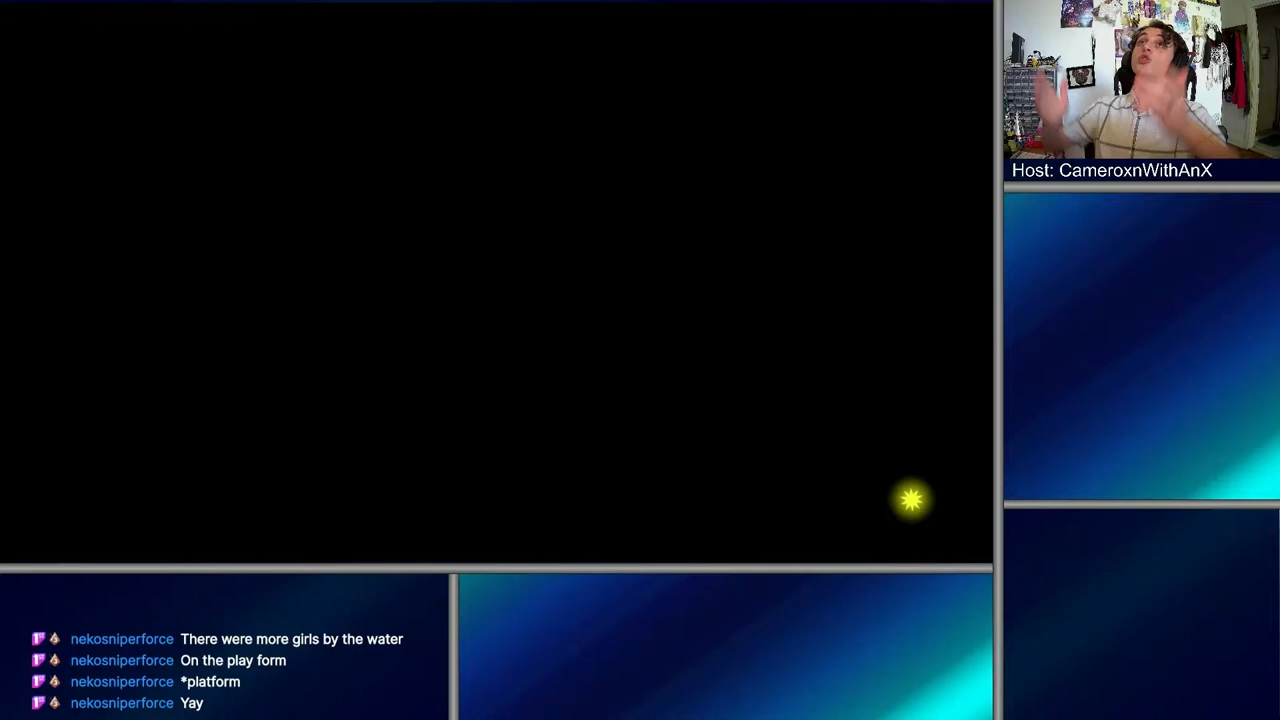 Host: CameroxnWithAnX
nekosniperforce There were more girls by the water
nekosniperforce On the play form
nekosniperforce *platform
nekosniperforce Yay